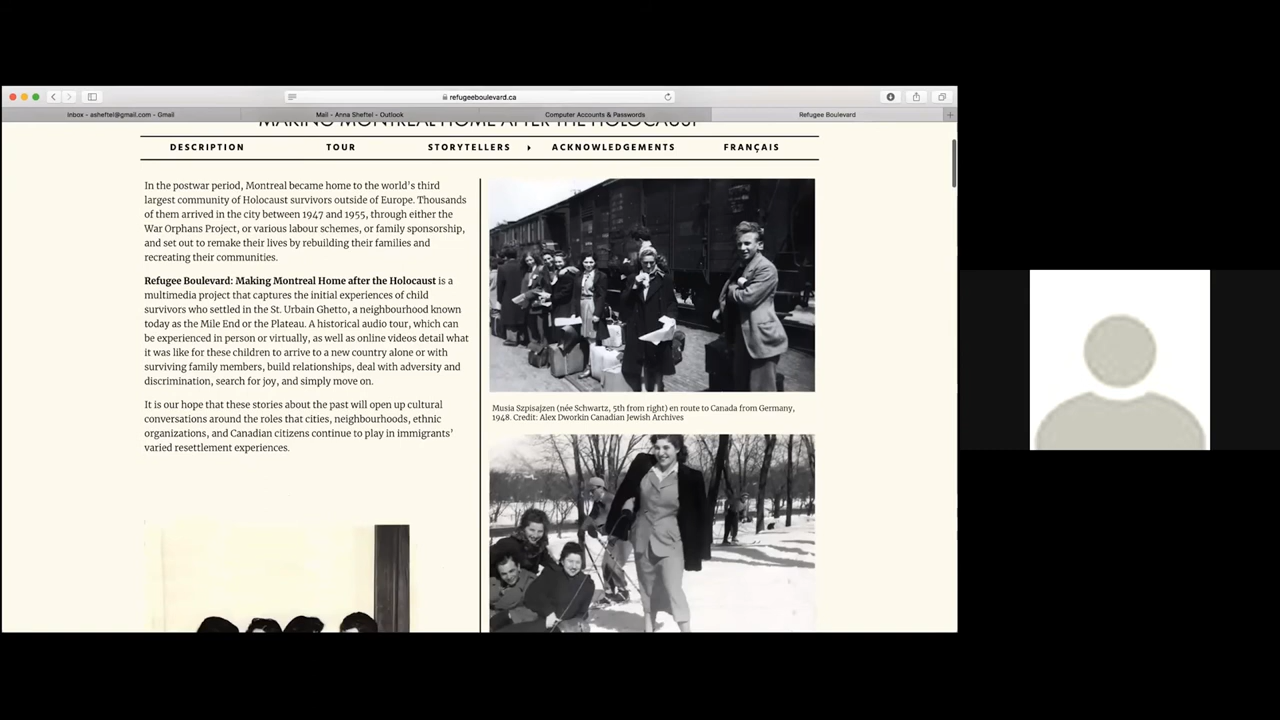 refugeeboulevard.ca
Inbox - asheftel@gmail.com - Gmail
Mail - Anna Sheftel - Outlook
Computer Accounts & Passwords
Refugee Boulevard
MAKING MONTREAL HOME AFTER THE HOLOCAUST
DESCRIPTION
TOUR
STORYTELLERS
ACKNOWLEDGEMENTS
FRANÇAIS
In the postwar period, Montreal became home to the world's third
largest community of Holocaust survivors outside of Europe. Thousands
of them arrived in the city between 1947 and 1955, through either the
War Orphans Project, or various labour schemes, or family sponsorship,
and set out to remake their lives by rebuilding their families and
recreating their communities.
Refugee Boulevard: Making Montreal Home after the Holocaust is a
multimedia project that captures the initial experiences of child
survivors who settled in the St. Urbain Ghetto, a neighbourhood known
today as the Mile End or the Plateau. A historical audio tour, which can
be experienced in person or virtually, as well as online videos detail what
it was like for these children to arrive to a new country alone or with
surviving family members, build relationships, deal with adversity and
discrimination, search for joy, and simply move on.
It is our hope that these stories about the past will open up cultural
conversations around the roles that cities, neighbourhoods, ethnic
organizations, and Canadian citizens continue to play in immigrants'
varied resettlement experiences.
Musia Szpisajzen (née Schwartz, 5th from right) en route to Canada from Germany,
1948. Credit: Alex Dworkin Canadian Jewish Archives